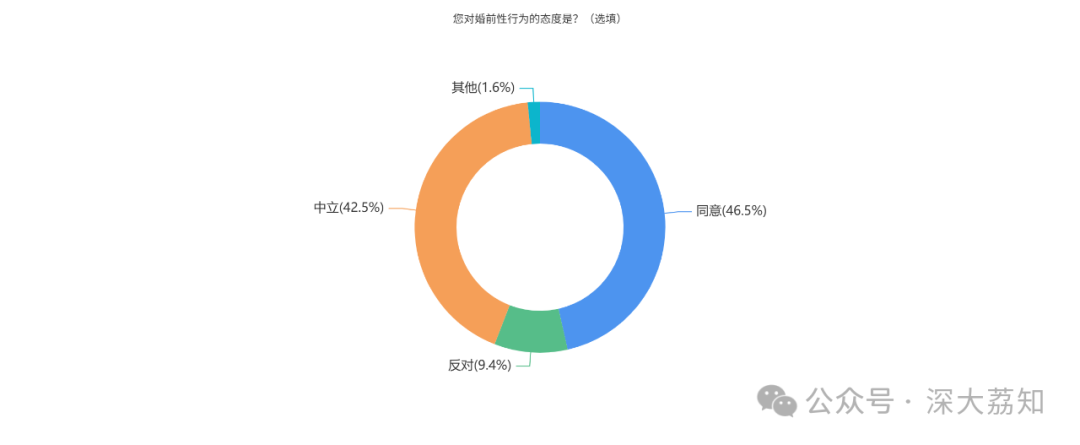 您对婚前性行为的态度是？（选填）
其他(1.6%)
中立(42.5%)
同意(46.5%)
反对(9.4%)
公众号 · 深大荔知